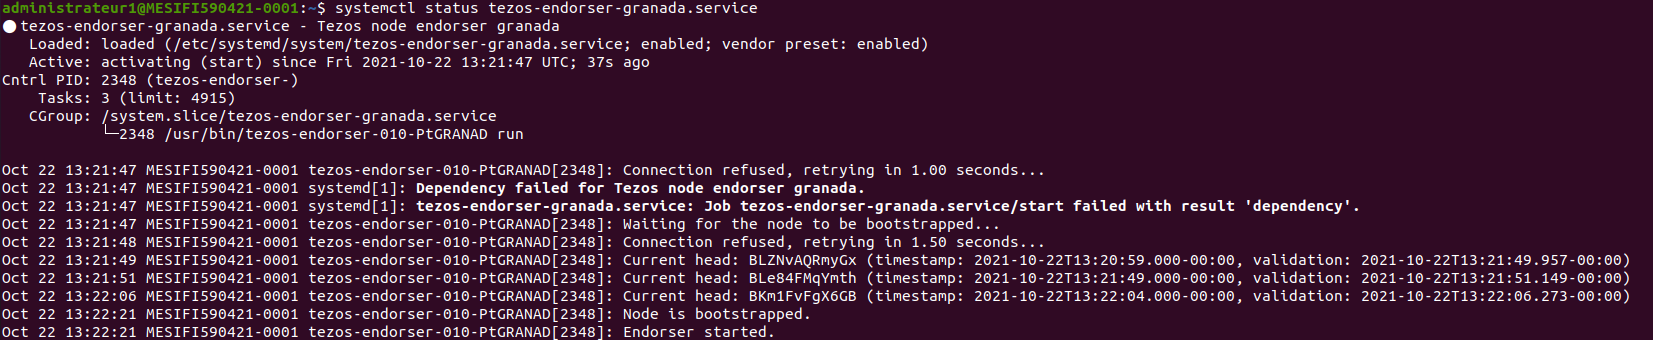 administrateur1@MESIFI590421-0001:~$ systemctl status tezos-endorser-granada.service
● tezos-endorser-granada.service - Tezos node endorser granada
   Loaded: loaded (/etc/systemd/system/tezos-endorser-granada.service; enabled; vendor preset: enabled)
   Active: activating (start) since Fri 2021-10-22 13:21:47 UTC; 37s ago
Cntrl PID: 2348 (tezos-endorser-)
    Tasks: 3 (limit: 4915)
   CGroup: /system.slice/tezos-endorser-granada.service
           └─2348 /usr/bin/tezos-endorser-010-PtGRANAD run

Oct 22 13:21:47 MESIFI590421-0001 tezos-endorser-010-PtGRANAD[2348]: Connection refused, retrying in 1.00 seconds...
Oct 22 13:21:47 MESIFI590421-0001 systemd[1]: Dependency failed for Tezos node endorser granada.
Oct 22 13:21:47 MESIFI590421-0001 systemd[1]: tezos-endorser-granada.service: Job tezos-endorser-granada.service/start failed with result 'dependency'.
Oct 22 13:21:47 MESIFI590421-0001 tezos-endorser-010-PtGRANAD[2348]: Waiting for the node to be bootstrapped...
Oct 22 13:21:48 MESIFI590421-0001 tezos-endorser-010-PtGRANAD[2348]: Connection refused, retrying in 1.50 seconds...
Oct 22 13:21:49 MESIFI590421-0001 tezos-endorser-010-PtGRANAD[2348]: Current head: BLZNvAQRmyGx (timestamp: 2021-10-22T13:20:59.000-00:00, validation: 2021-10-22T13:21:49.957-00:00)
Oct 22 13:21:51 MESIFI590421-0001 tezos-endorser-010-PtGRANAD[2348]: Current head: BLe84FMqYmth (timestamp: 2021-10-22T13:21:49.000-00:00, validation: 2021-10-22T13:21:51.149-00:00)
Oct 22 13:22:06 MESIFI590421-0001 tezos-endorser-010-PtGRANAD[2348]: Current head: BKm1FvFgX6GB (timestamp: 2021-10-22T13:22:04.000-00:00, validation: 2021-10-22T13:22:06.273-00:00)
Oct 22 13:22:21 MESIFI590421-0001 tezos-endorser-010-PtGRANAD[2348]: Node is bootstrapped.
Oct 22 13:22:21 MESIFI590421-0001 tezos-endorser-010-PtGRANAD[2348]: Endorser started.